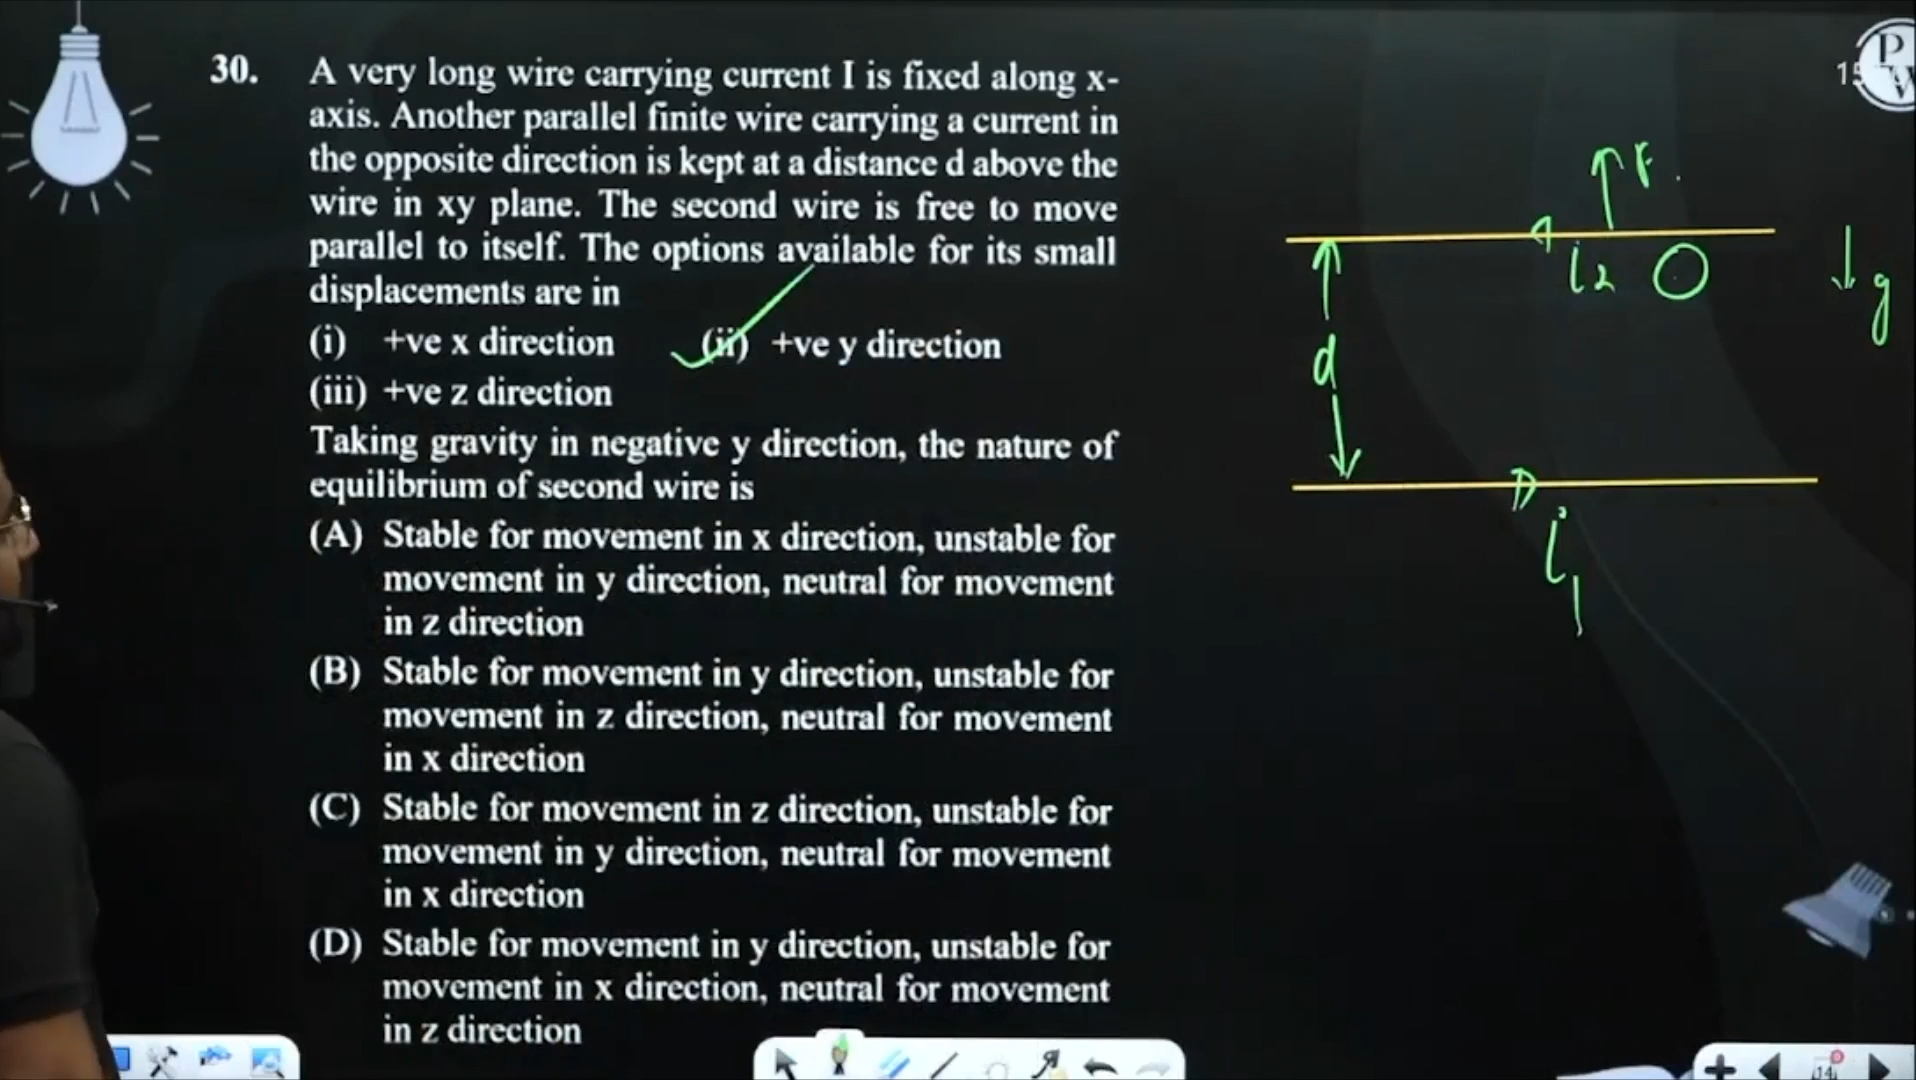 30. A very long wire carrying current I is fixed along x-
axis. Another parallel finite wire carrying a current in
the opposite direction is kept at a distance d above the
wire in xy plane. The second wire is free to move
parallel to itself. The options available for its small
displacements are in
(i) +ve x direction (ii) +ve y direction
(iii) +ve z direction
Taking gravity in negative y direction, the nature of
equilibrium of second wire is
(A) Stable for movement in x direction, unstable for
movement in y direction, neutral for movement
in z direction
(B) Stable for movement in y direction, unstable for
movement in z direction, neutral for movement
in x direction
(C) Stable for movement in z direction, unstable for
movement in y direction, neutral for movement
in x direction
(D) Stable for movement in y direction, unstable for
movement in x direction, neutral for movement
in z direction
F
i2
g
d
i1
P
W
14